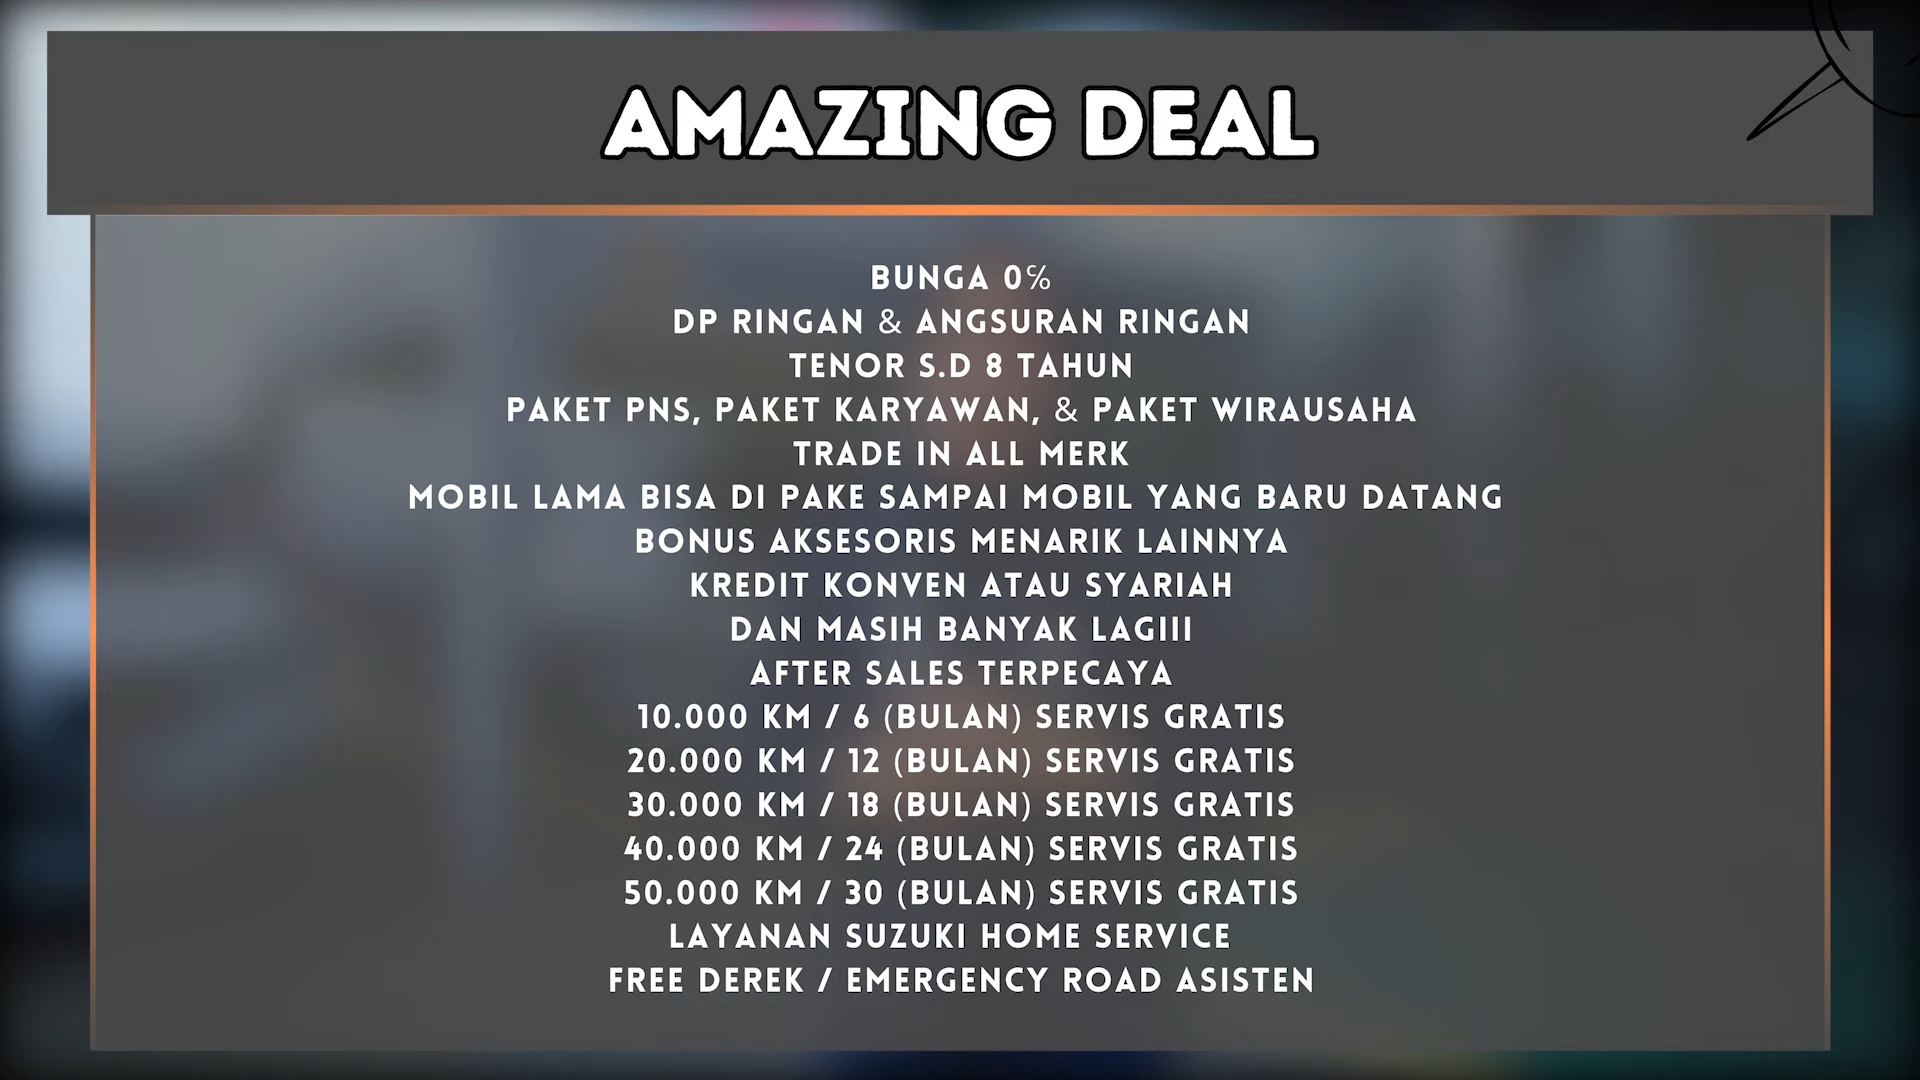 AMAZING DEAL
BUNGA 0%
DP RINGAN & ANGSURAN RINGAN
TENOR S.D 8 TAHUN
PAKET PNS, PAKET KARYAWAN, & PAKET WIRAUSAHA
TRADE IN ALL MERK
MOBIL LAMA BISA DI PAKE SAMPAI MOBIL YANG BARU DATANG
BONUS AKSESORIS MENARIK LAINNYA
KREDIT KONVEN ATAU SYARIAH
DAN MASIH BANYAK LAGIII
AFTER SALES TERPECAYA
10.000 KM / 6 (BULAN) SERVIS GRATIS
20.000 KM / 12 (BULAN) SERVIS GRATIS
30.000 KM / 18 (BULAN) SERVIS GRATIS
40.000 KM / 24 (BULAN) SERVIS GRATIS
50.000 KM / 30 (BULAN) SERVIS GRATIS
LAYANAN SUZUKI HOME SERVICE
FREE DEREK / EMERGENCY ROAD ASISTEN